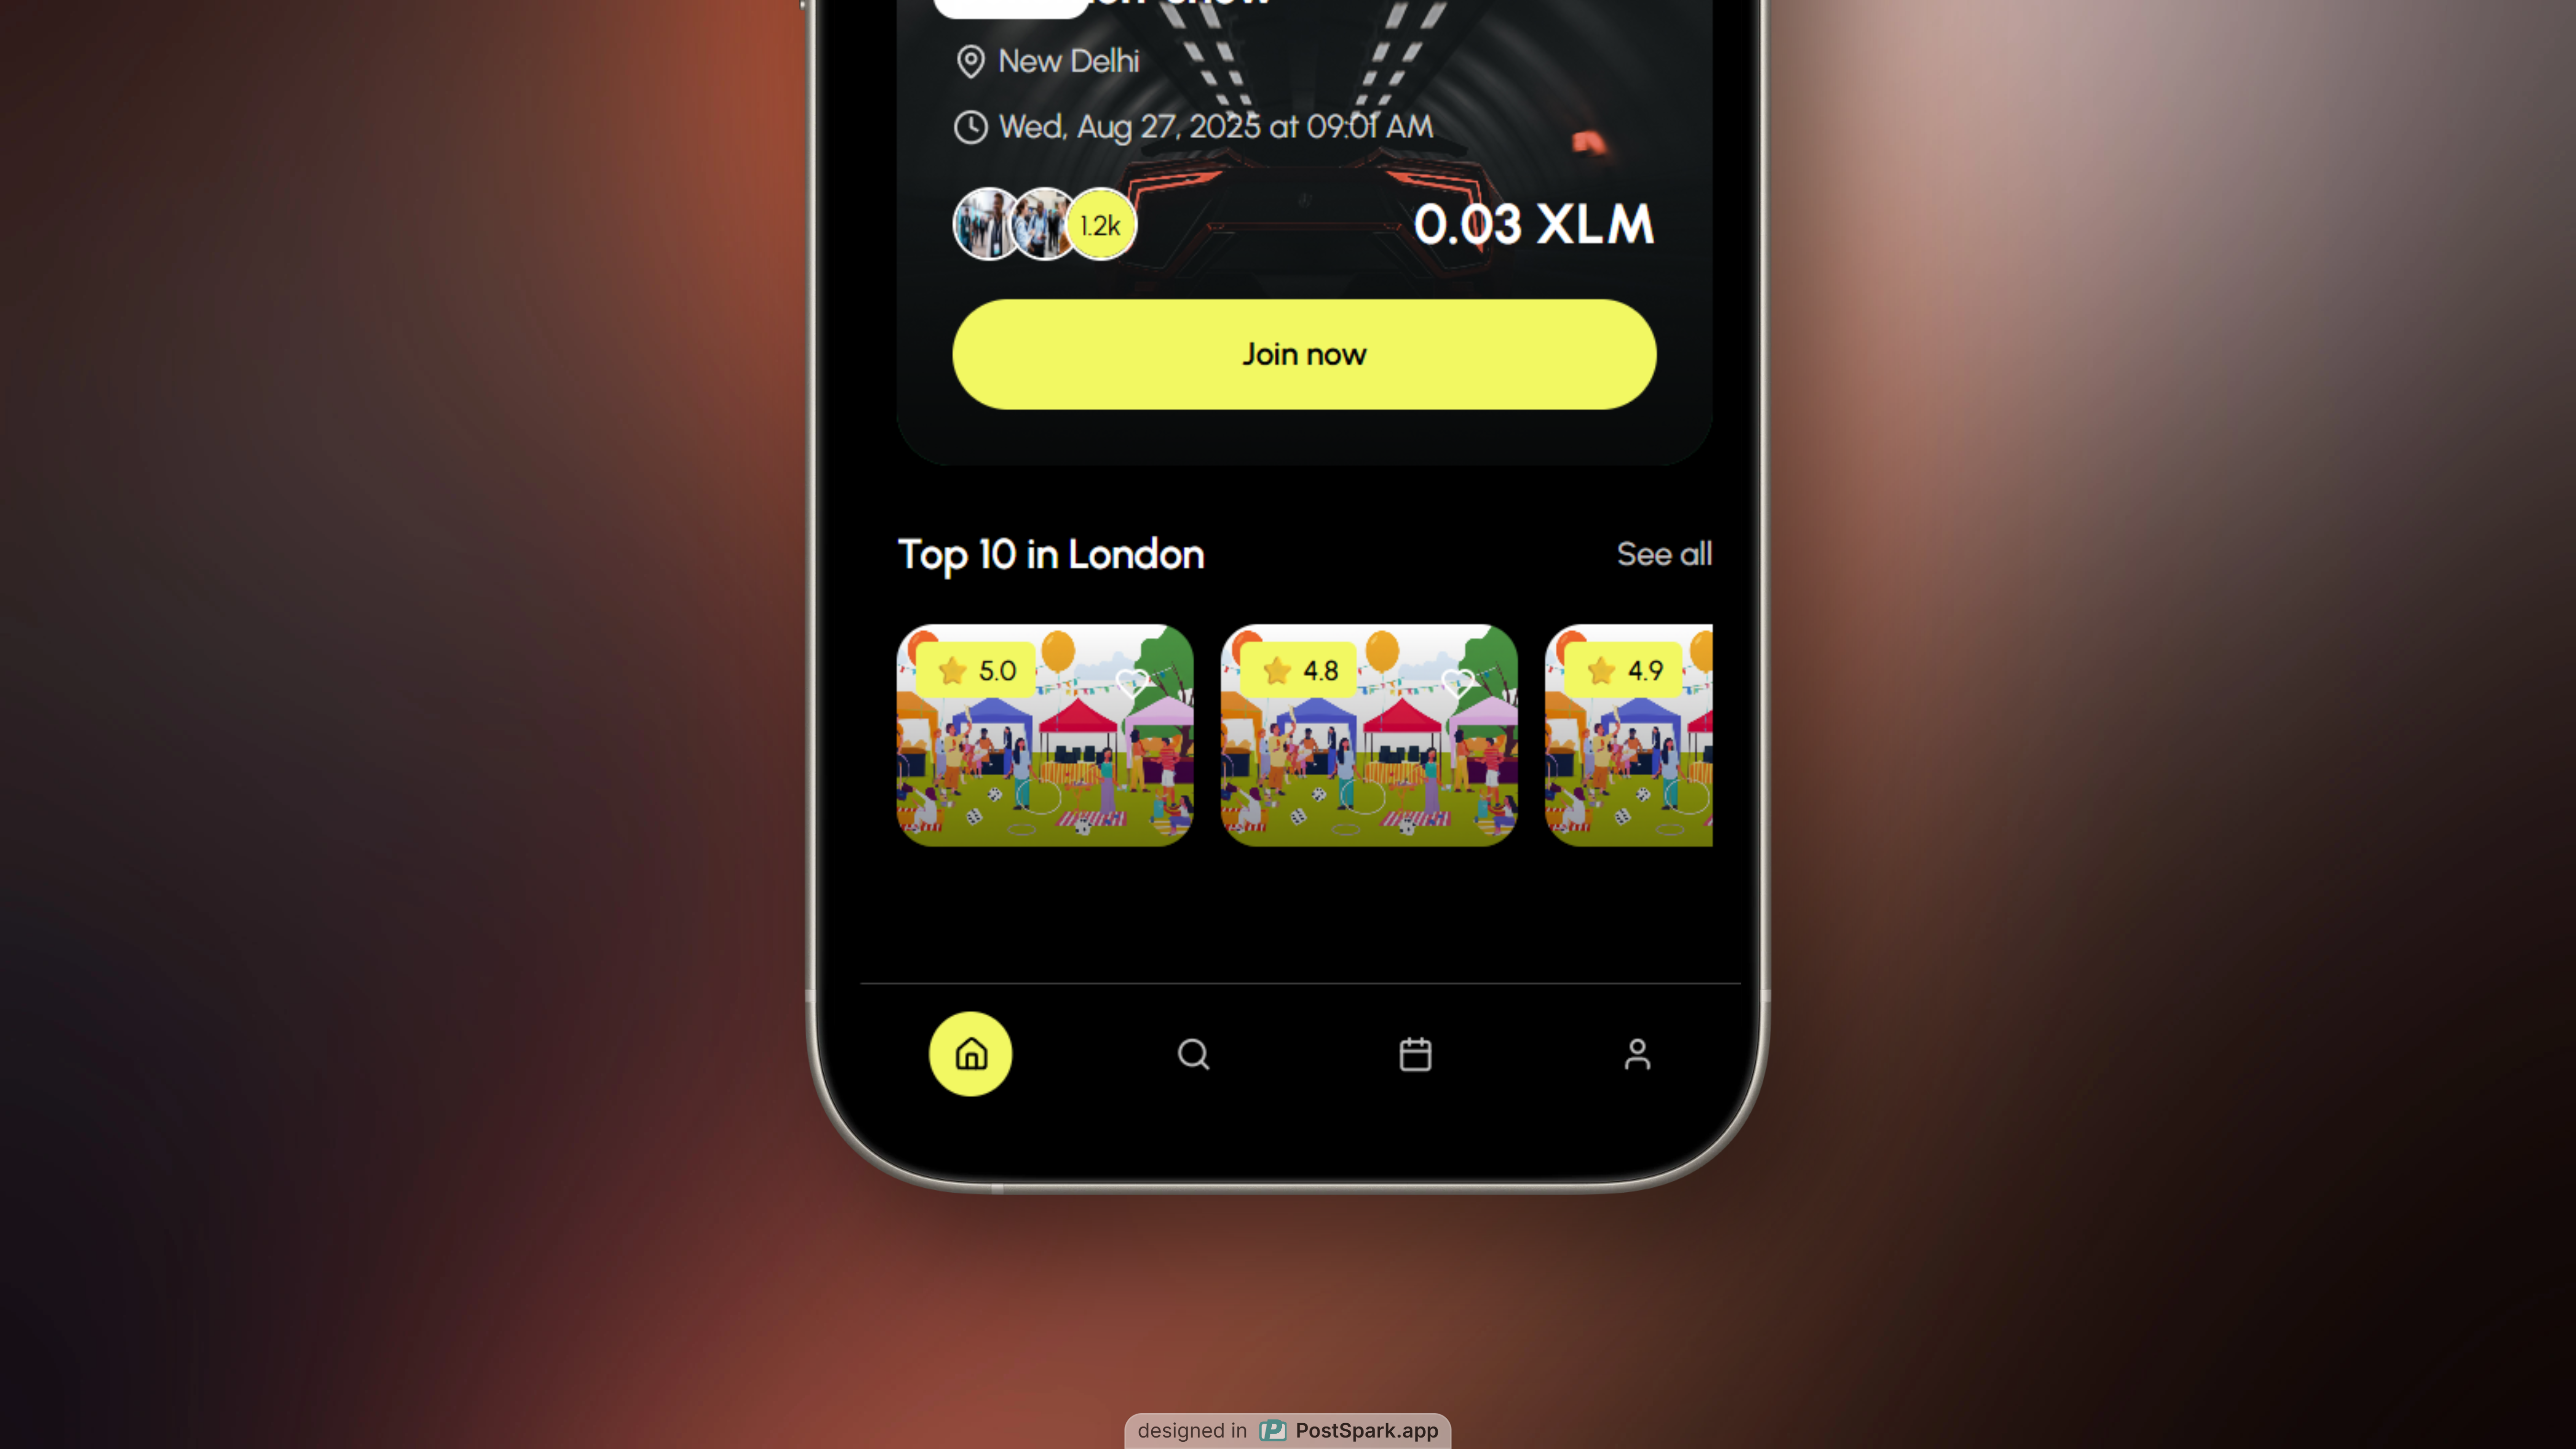 New Delhi
Wed, Aug 27, 2025 at 09:01 AM
1.2k
0.03 XLM
Join now
Top 10 in London
See all
5.0
4.8
4.9
designed in PostSpark.app